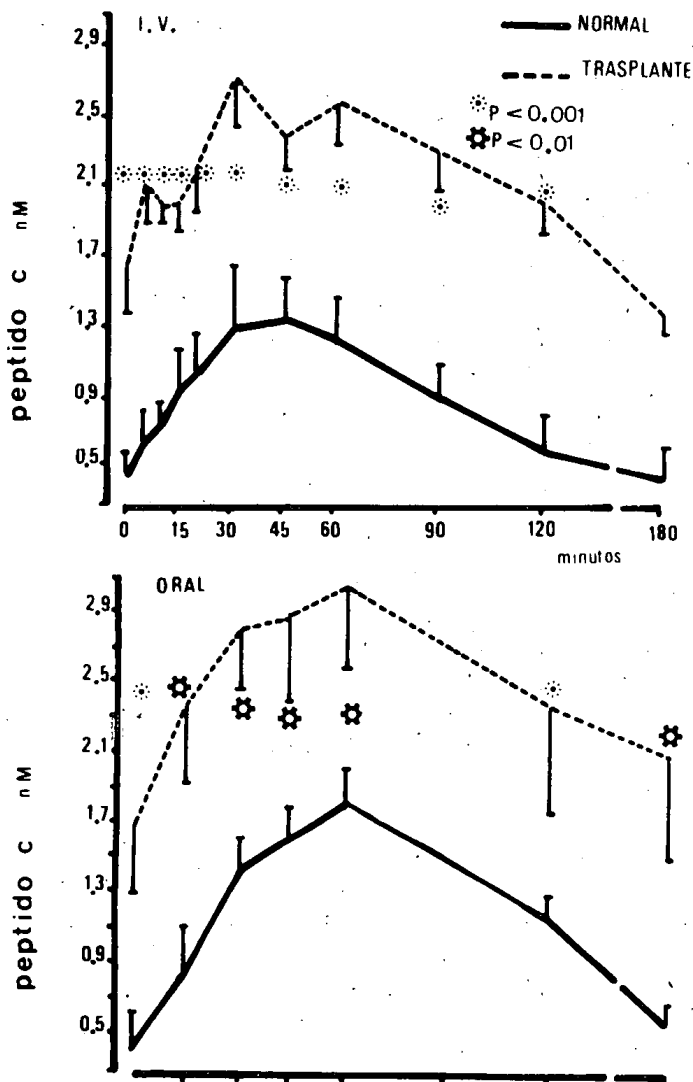 I.V.
NORMAL
TRASPLANTE
P < 0.001
P < 0.01
peptido c nM
2,9
2,5
2,1
1,7
1,3
0,9
0,5
0 15 30 45 60 90 120 180
minutos
ORAL
peptido c nM
2,9
2,5
2,1
1,7
1,3
0,9
0,5